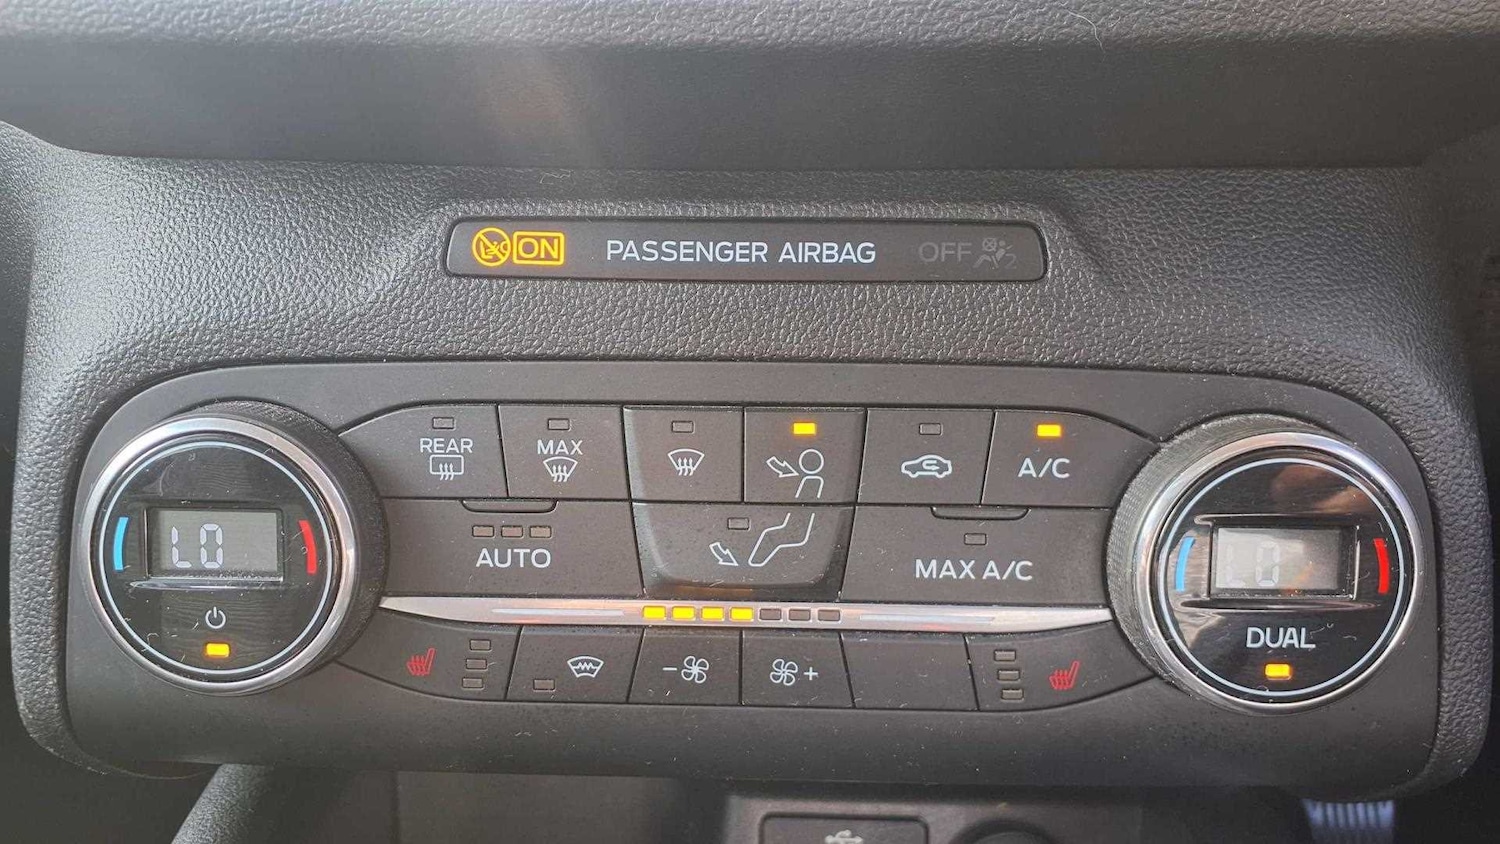 ON PASSENGER AIRBAG OFF
REAR
MAX
A/C
LO
AUTO
MAX A/C
LO
DUAL
- +